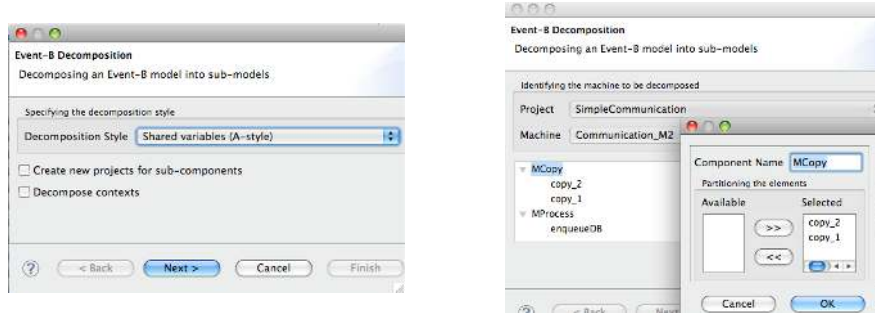 Event-B Decomposition
Decomposing an Event-B model into sub-models
Specifying the decomposition style
Decomposition Style Shared variables (A-style)
Create new projects for sub-components
Decompose contexts
? < Back Next > Cancel Finish
Event-B Decomposition
Decomposing an Event-B model into sub-models
Identifying the machine to be decomposed
Project SimpleCommunication
Machine Communication_M2
MCopy
copy_2
copy_1
MProcess
enqueueDB
? < Back Next
Component Name MCopy
Partitioning the elements
Available Selected
>> copy_2
copy_1
<<
Cancel OK